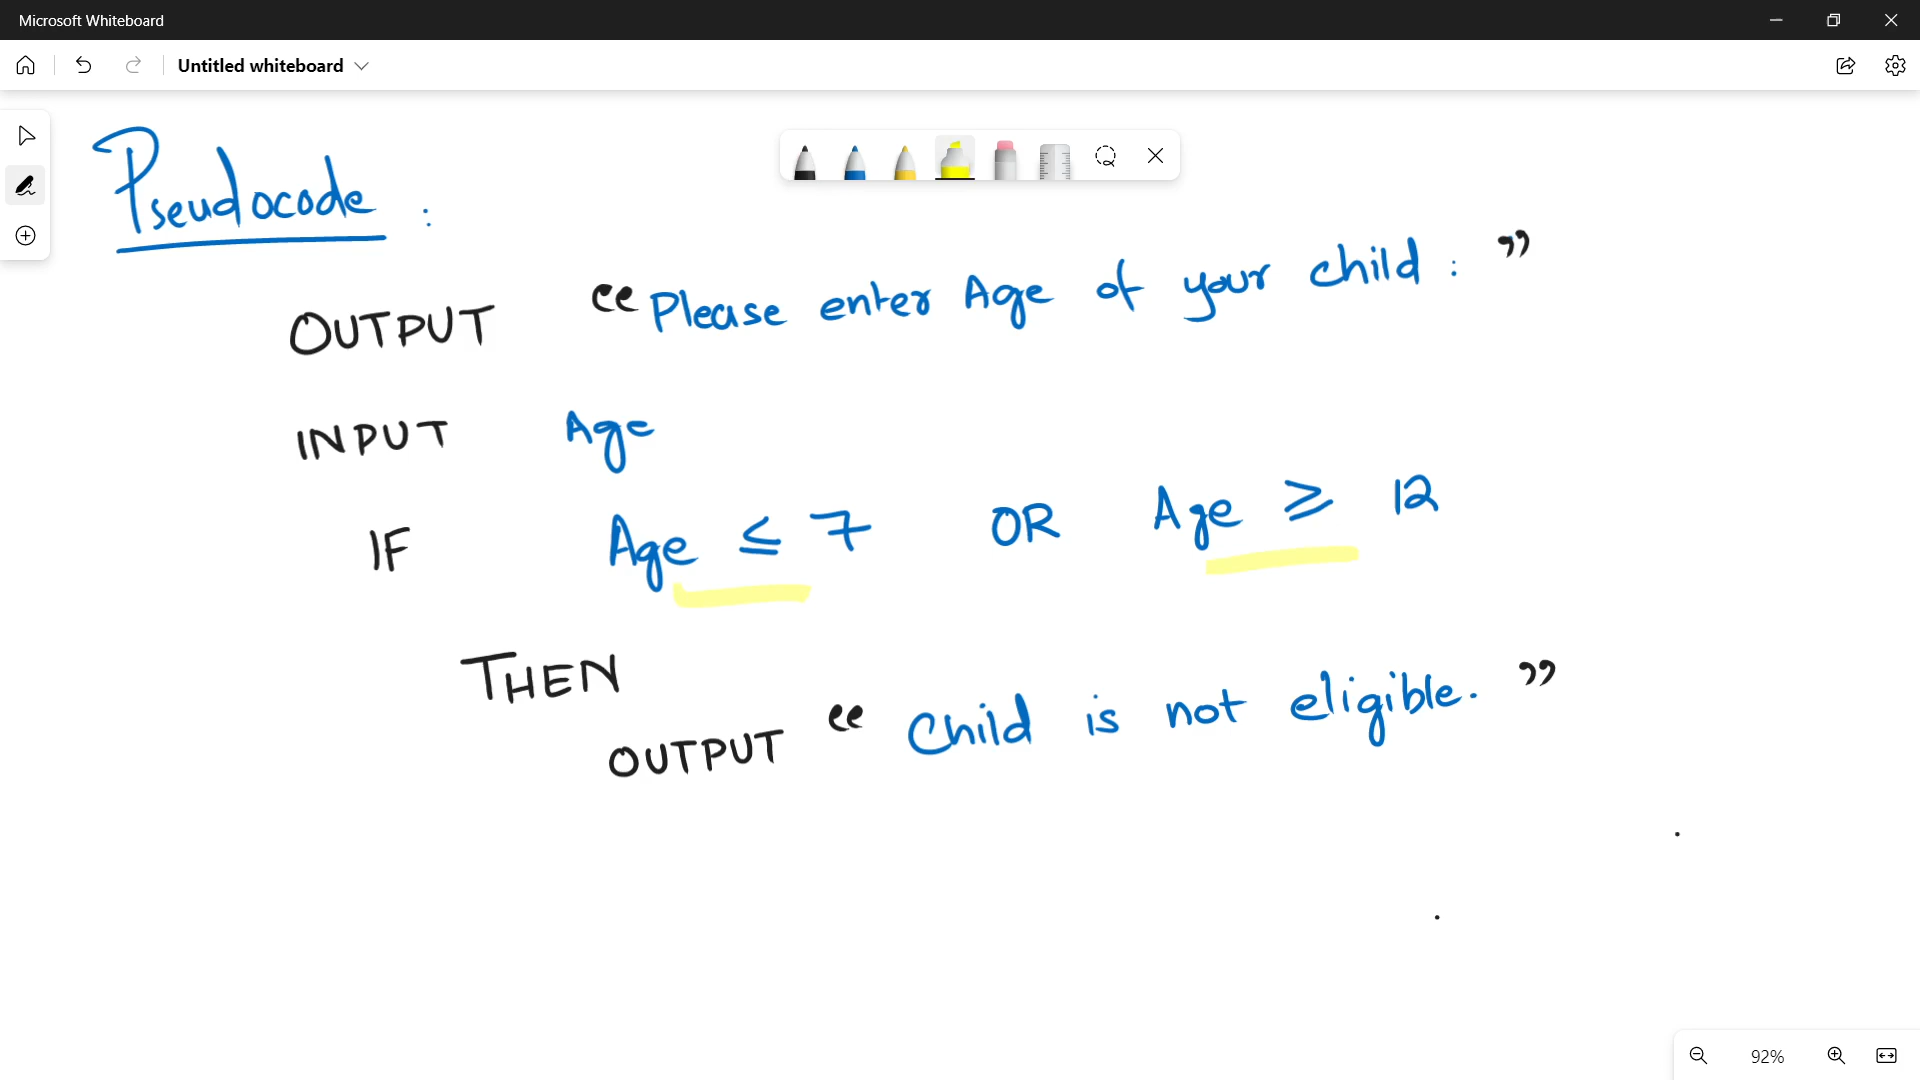 Microsoft Whiteboard
Untitled whiteboard
Pseudocode :
OUTPUT “Please enter Age of your child : ”
INPUT Age
IF Age ≤ 7 OR Age ≥ 12
THEN
OUTPUT “ Child is not eligible. ”
92%